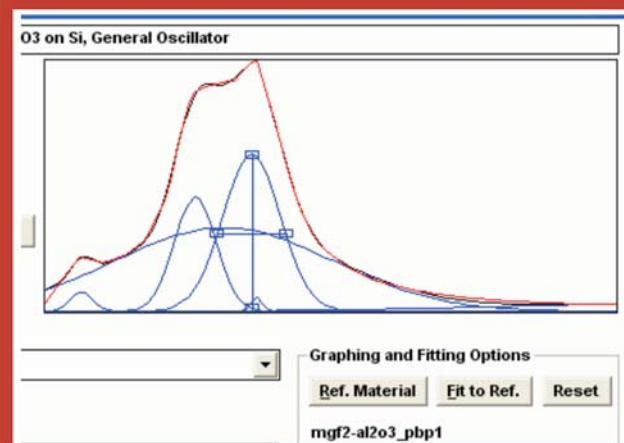 O3 on Si, General Oscillator
Graphing and Fitting Options
Ref. Material Fit to Ref. Reset
mgf2-al2o3_pbp1